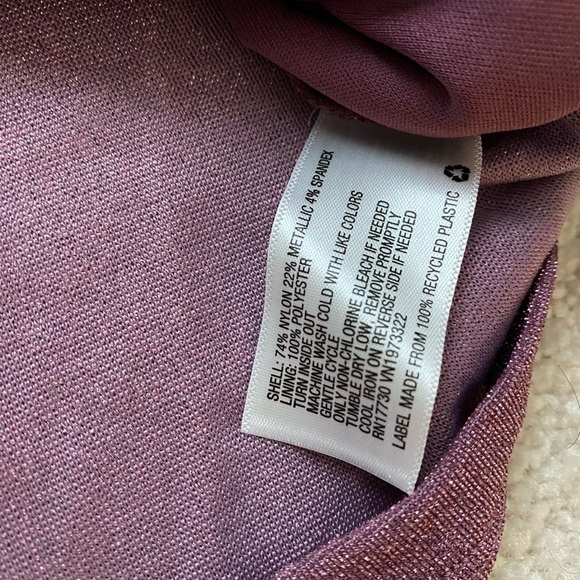 SHELL: 74% NYLON 22% METALLIC 4% SPANDEX
LINING: 100% POLYESTER
TURN INSIDE OUT
MACHINE WASH COLD WITH LIKE COLORS
GENTLE CYCLE
ONLY NON-CHLORINE BLEACH IF NEEDED
TUMBLE DRY LOW, REMOVE PROMPTLY
COOL IRON ON REVERSE SIDE IF NEEDED
RN17730 VN1973322
LABEL MADE FROM 100% RECYCLED PLASTIC